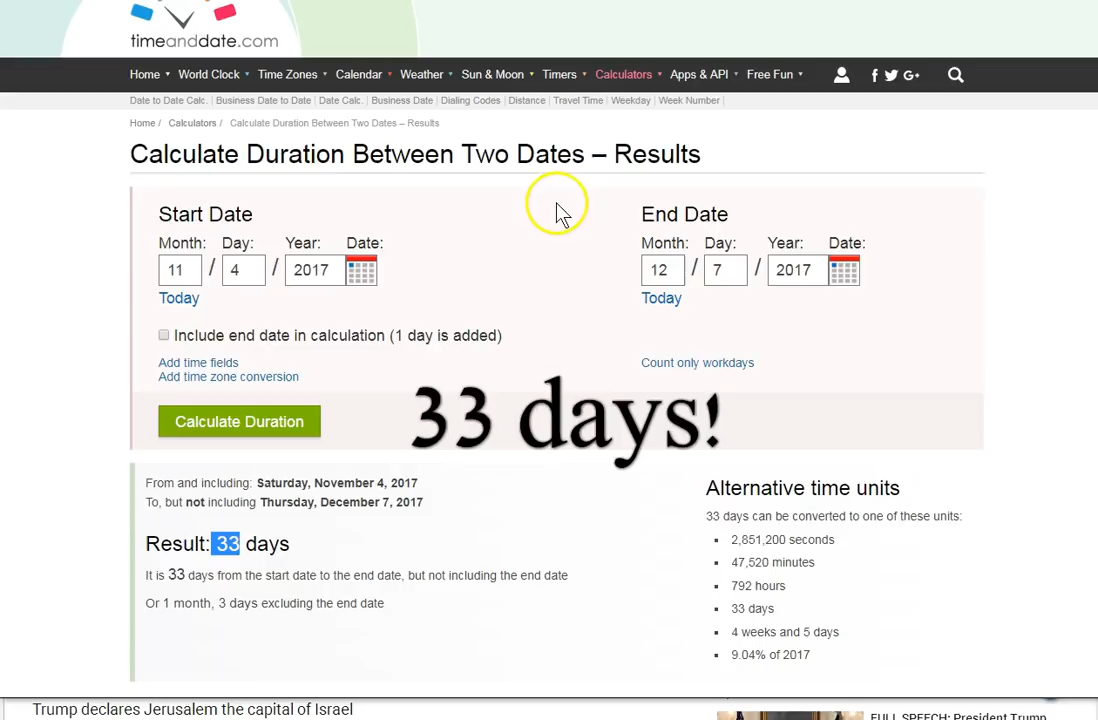 timeanddate.com
Home World Clock Time Zones Calendar Weather Sun & Moon Timers Calculators Apps & API Free Fun f G+
Date to Date Calc. | Business Date to Date | Date Calc. | Business Date | Dialing Codes | Distance | Travel Time | Weekday | Week Number |
Home / Calculators / Calculate Duration Between Two Dates – Results
Calculate Duration Between Two Dates – Results
Start Date End Date
Month: Day: Year: Date: Month: Day: Year: Date:
11 / 4 / 2017 12 / 7 / 2017
Today Today
Include end date in calculation (1 day is added)
Add time fields Count only workdays
Add time zone conversion
33 days!
Calculate Duration
From and including: Saturday, November 4, 2017
To, but not including Thursday, December 7, 2017
Result: 33 days
It is 33 days from the start date to the end date, but not including the end date
Or 1 month, 3 days excluding the end date
Alternative time units
33 days can be converted to one of these units:
2,851,200 seconds
47,520 minutes
792 hours
33 days
4 weeks and 5 days
9.04% of 2017
Trump declares Jerusalem the capital of Israel
FULL SPEECH: President Trump